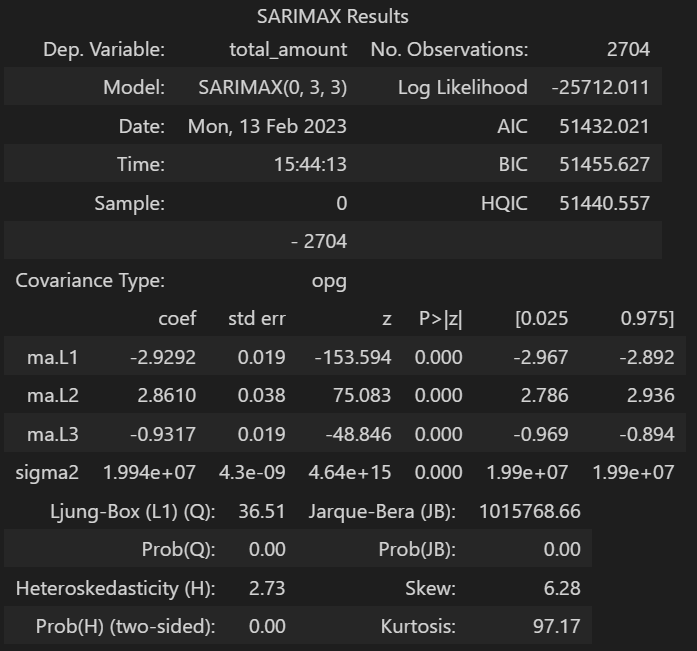 SARIMAX Results
Dep. Variable: total_amount No. Observations: 2704
Model: SARIMAX(0, 3, 3) Log Likelihood -25712.011
Date: Mon, 13 Feb 2023 AIC 51432.021
Time: 15:44:13 BIC 51455.627
Sample: 0 HQIC 51440.557
- 2704
Covariance Type: opg
coef std err z P>|z| [0.025 0.975]
ma.L1 -2.9292 0.019 -153.594 0.000 -2.967 -2.892
ma.L2 2.8610 0.038 75.083 0.000 2.786 2.936
ma.L3 -0.9317 0.019 -48.846 0.000 -0.969 -0.894
sigma2 1.994e+07 4.3e-09 4.64e+15 0.000 1.99e+07 1.99e+07
Ljung-Box (L1) (Q): 36.51 Jarque-Bera (JB): 1015768.66
Prob(Q): 0.00 Prob(JB): 0.00
Heteroskedasticity (H): 2.73 Skew: 6.28
Prob(H) (two-sided): 0.00 Kurtosis: 97.17